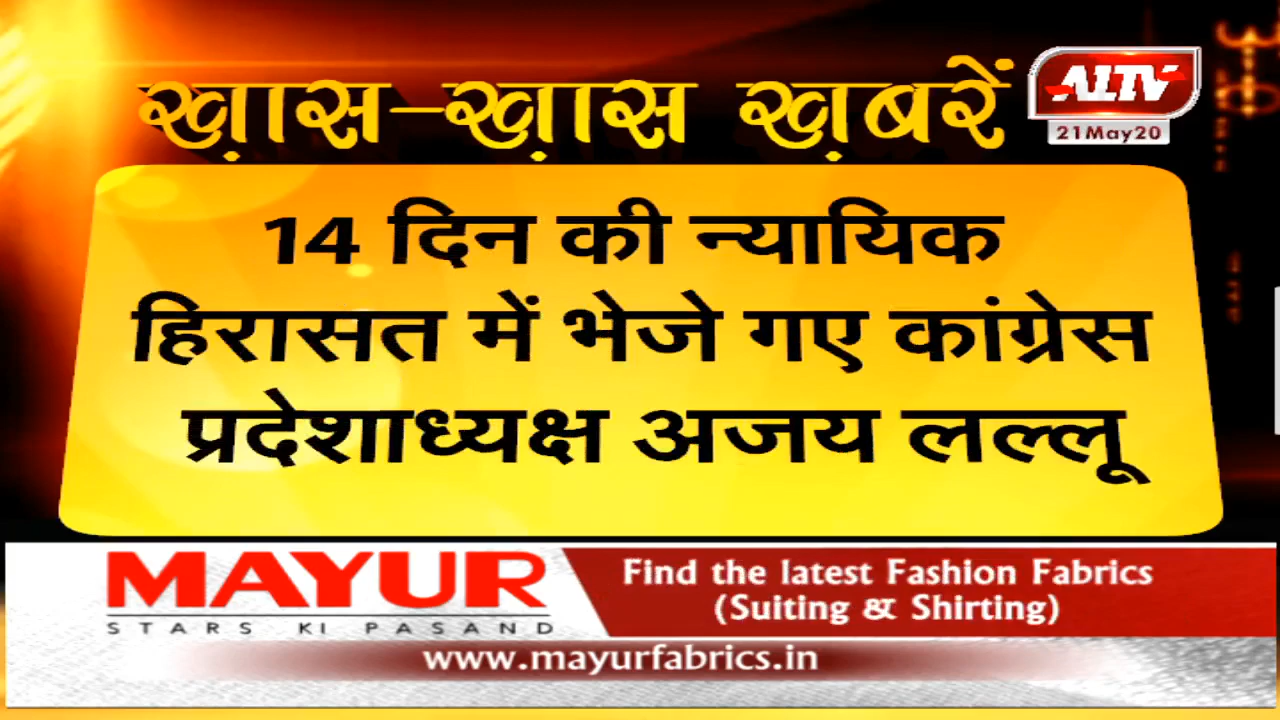 ख़ास-ख़ास ख़बरें
ALTV
21May20
14 दिन की न्यायिक
हिरासत में भेजे गए कांग्रेस
प्रदेशाध्यक्ष अजय लल्लू
MAYUR
STARS KI PASAND
Find the latest Fashion Fabrics
(Suiting & Shirting)
www.mayurfabrics.in